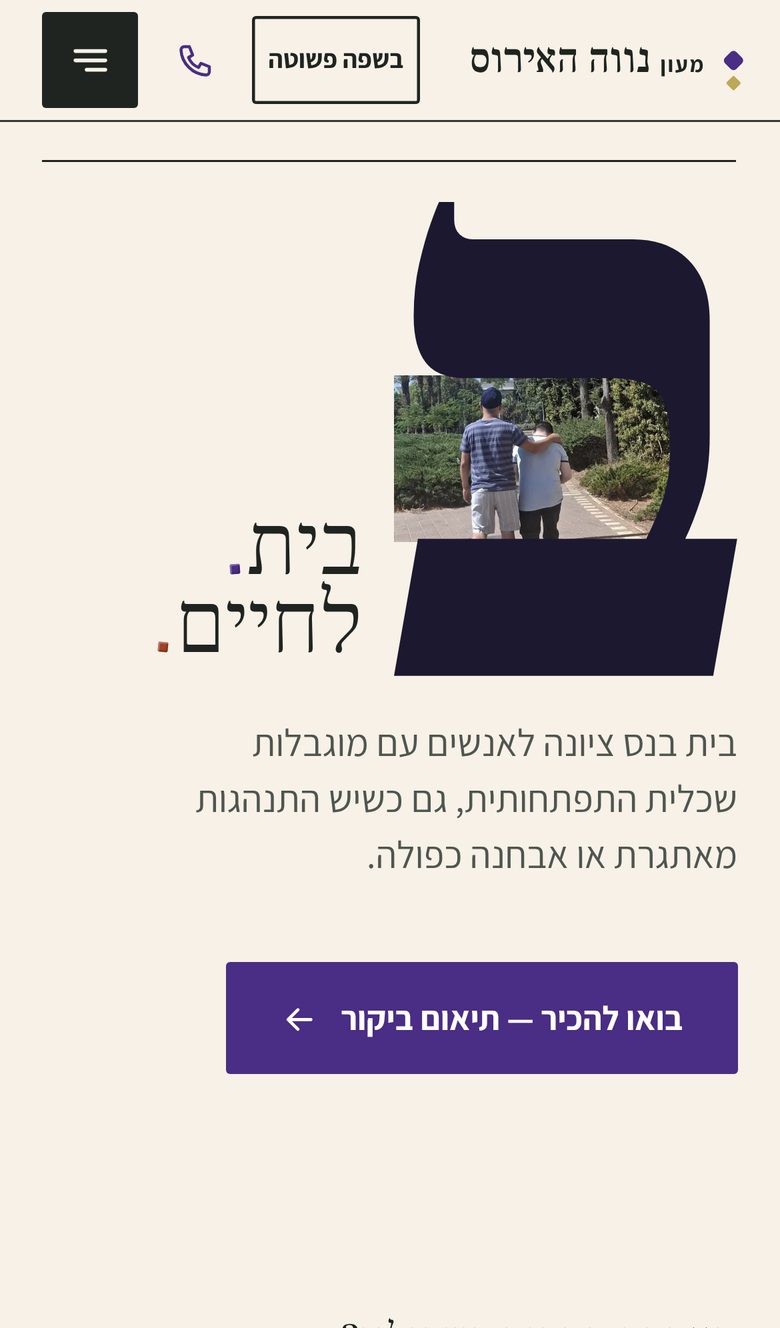 מעון נווה האירוס
בשפה פשוטה
ב
בית.
לחיים.
בית בנס ציונה לאנשים עם מוגבלות
שכלית התפתחותית, גם כשיש התנהגות
מאתגרת או אבחנה כפולה.
בואו להכיר — תיאום ביקור ←